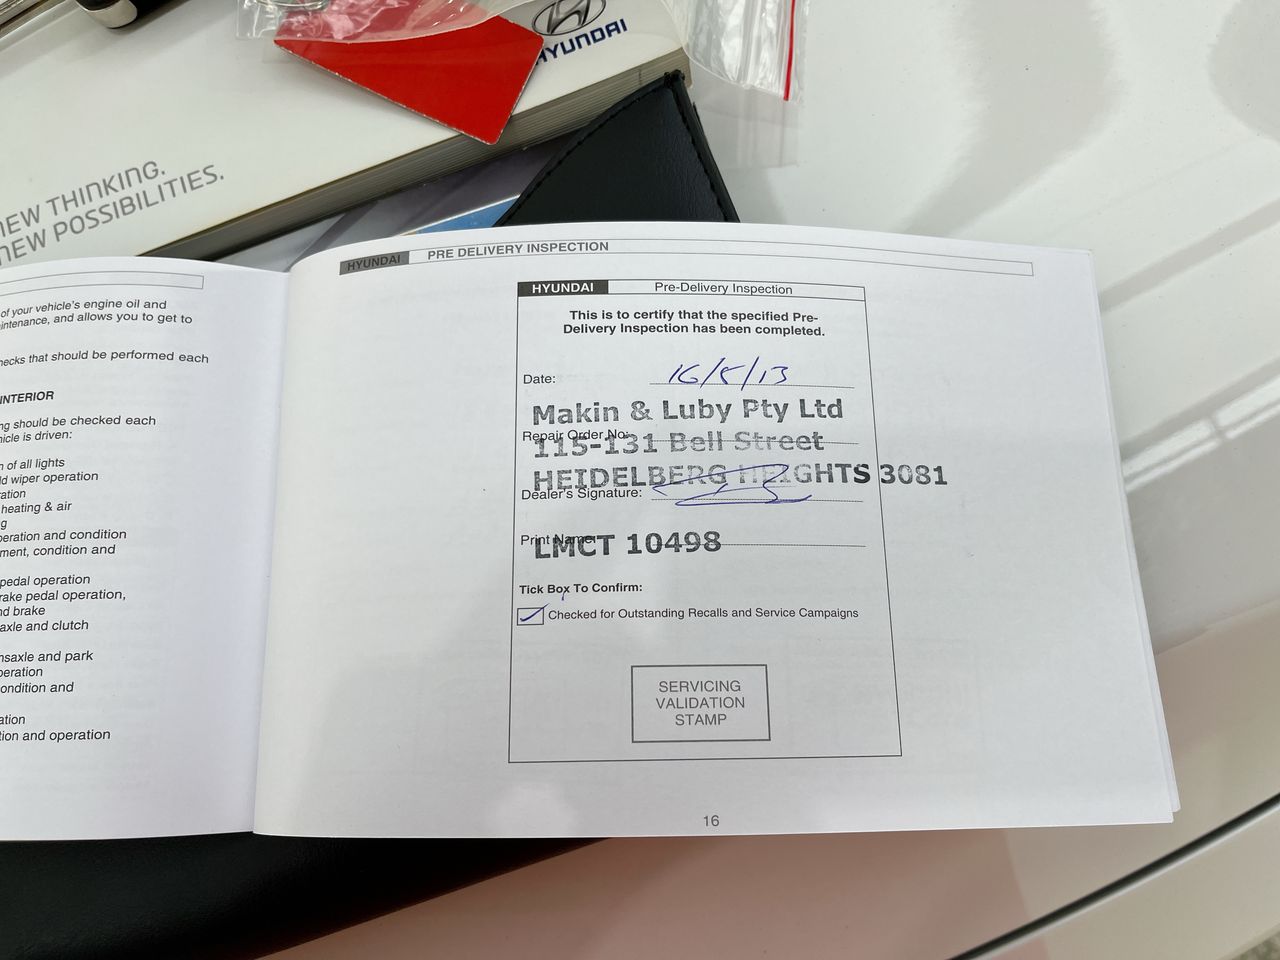 HYUNDAI
NEW THINKING.
NEW POSSIBILITIES.
of your vehicle's engine oil and
intenance, and allows you to get to
hecks that should be performed each
INTERIOR
ng should be checked each
hicle is driven:
n of all lights
ld wiper operation
ration
heating & air
g
peration and condition
ment, condition and
pedal operation
rake pedal operation,
nd brake
axle and clutch
nsaxle and park
peration
ondition and
ation
tion and operation
HYUNDAI PRE DELIVERY INSPECTION
HYUNDAI Pre-Delivery Inspection
This is to certify that the specified Pre-
Delivery Inspection has been completed.
Date: 16/5/13
Makin & Luby Pty Ltd
Repair Order No:
115-131 Bell Street
HEIDELBERG HEIGHTS 3081
Dealer's Signature:
Print Name:
LMCT 10498
Tick Box To Confirm:
Checked for Outstanding Recalls and Service Campaigns
SERVICING
VALIDATION
STAMP
16